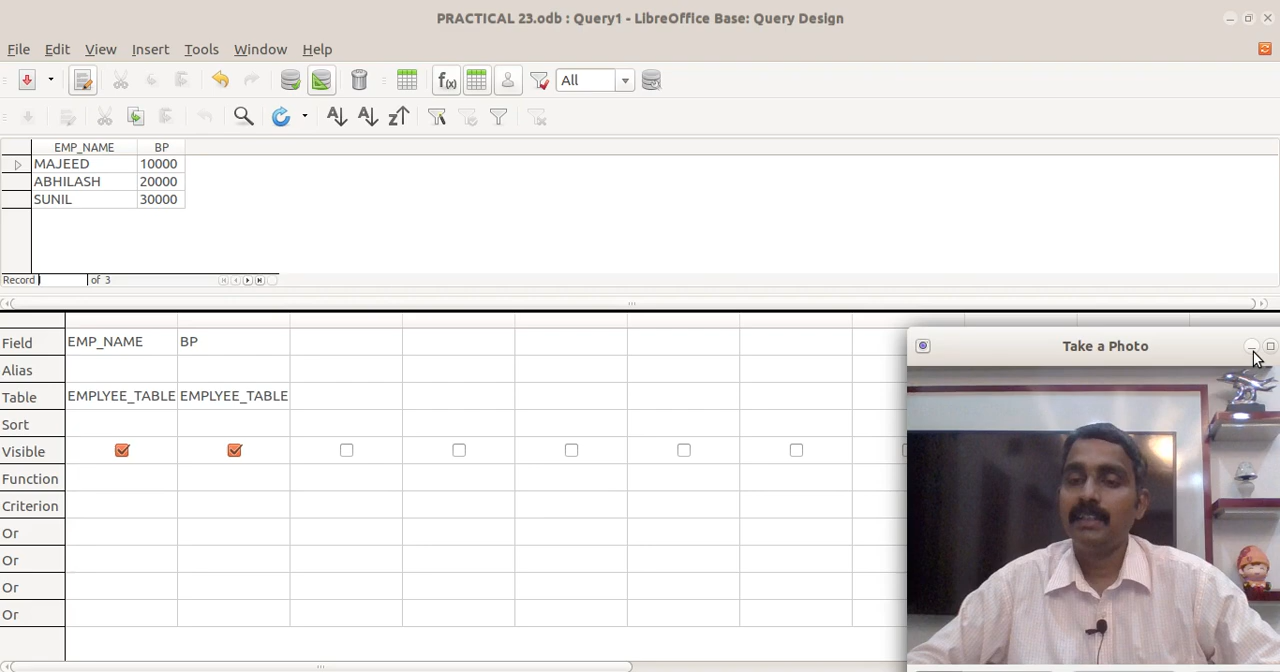 PRACTICAL 23.odb : Query1 - LibreOffice Base: Query Design
File Edit View Insert Tools Window Help
f(x) All
EMP_NAME BP
MAJEED 10000
ABHILASH 20000
SUNIL 30000
Record of 3
Field EMP_NAME BP
Take a Photo
Alias
Table EMPLYEE_TABLE EMPLYEE_TABLE
Sort
Visible
Function
Criterion
Or
Or
Or
Or